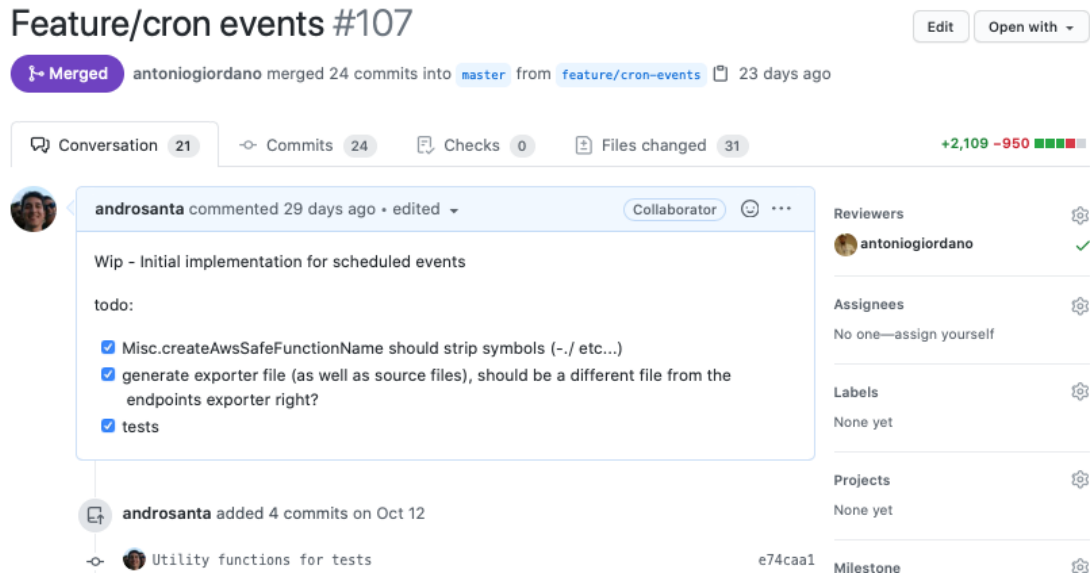 Feature/cron events #107
Edit
Open with
Merged antoniogiordano merged 24 commits into master from feature/cron-events 23 days ago
Conversation 21
Commits 24
Checks 0
Files changed 31
+2,109 −950
androsanta commented 29 days ago • edited
Collaborator
Wip - Initial implementation for scheduled events
todo:
Misc.createAwsSafeFunctionName should strip symbols (-./ etc...)
generate exporter file (as well as source files), should be a different file from the
endpoints exporter right?
tests
androsanta added 4 commits on Oct 12
Utility functions for tests
e74caa1
Reviewers
antoniogiordano
Assignees
No one—assign yourself
Labels
None yet
Projects
None yet
Milestone